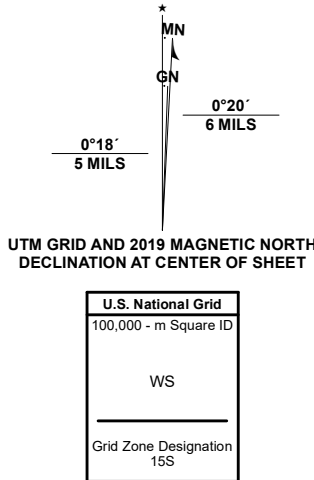 ★
MN
GN
0°20´
6 MILS
0°18´
5 MILS
UTM GRID AND 2019 MAGNETIC NORTH
DECLINATION AT CENTER OF SHEET
U.S. National Grid
100,000 - m Square ID
WS
Grid Zone Designation
15S